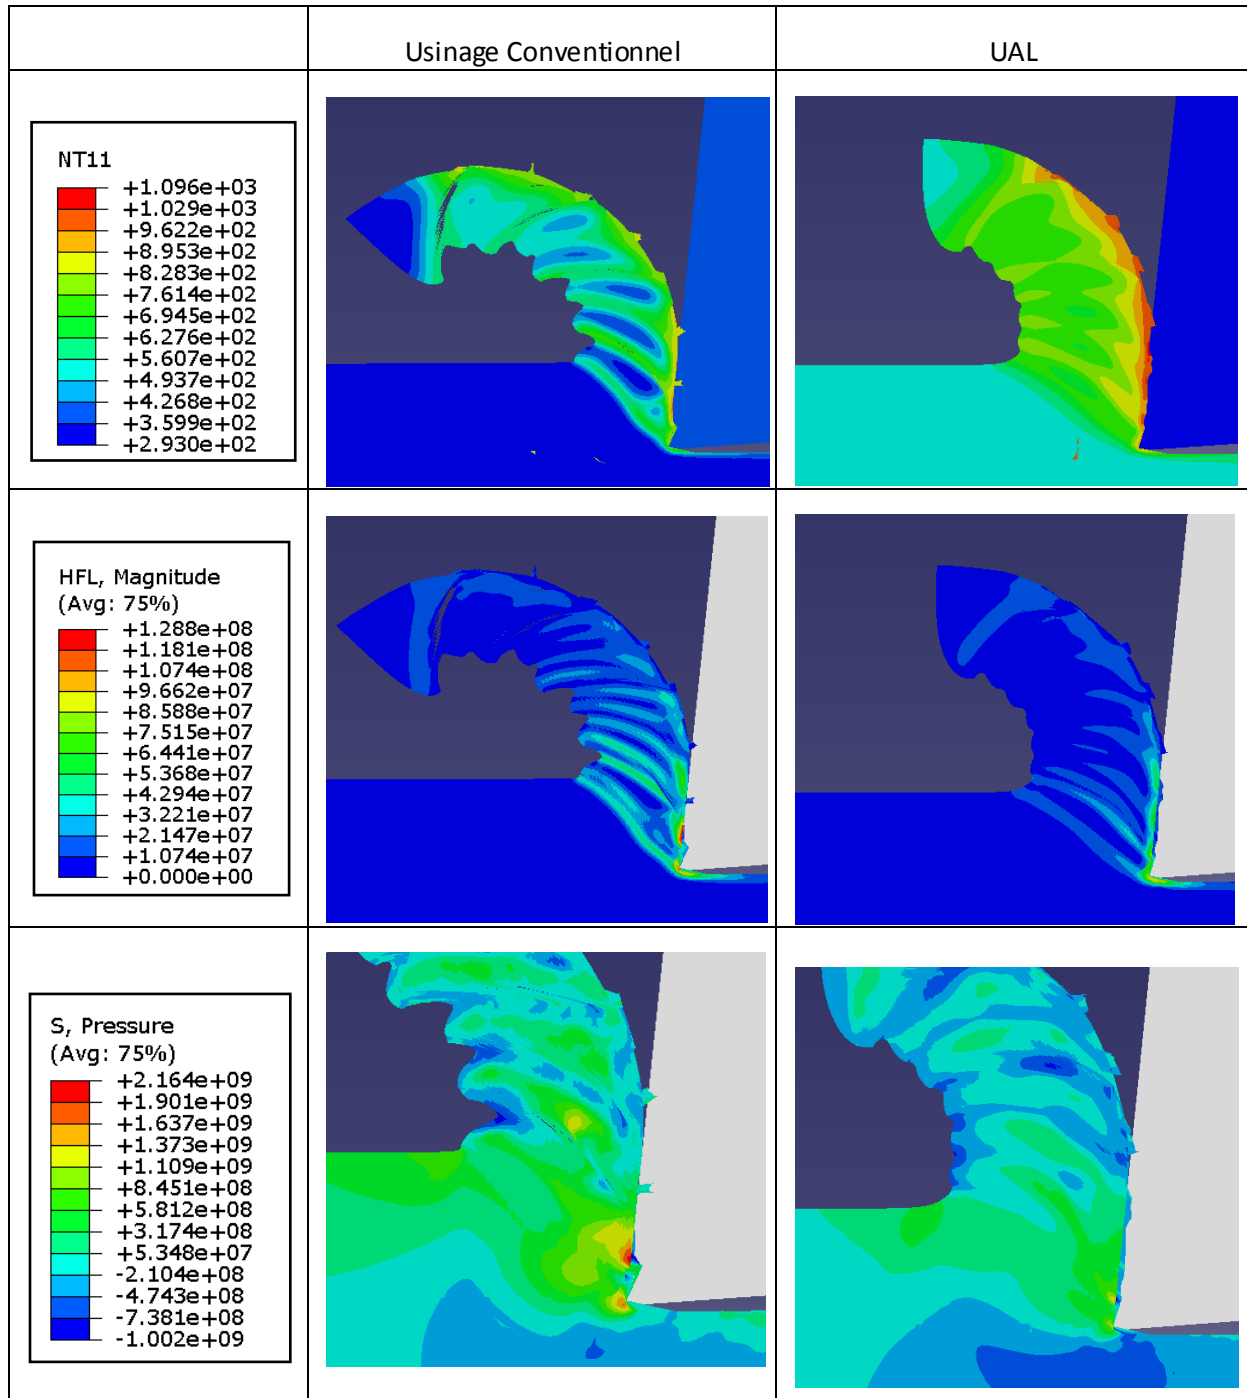 Usinage Conventionnel
UAL
NT11
+1.096e+03
+1.029e+03
+9.622e+02
+8.953e+02
+8.283e+02
+7.614e+02
+6.945e+02
+6.276e+02
+5.607e+02
+4.937e+02
+4.268e+02
+3.599e+02
+2.930e+02
HFL, Magnitude
(Avg: 75%)
+1.288e+08
+1.181e+08
+1.074e+08
+9.662e+07
+8.588e+07
+7.515e+07
+6.441e+07
+5.368e+07
+4.294e+07
+3.221e+07
+2.147e+07
+1.074e+07
+0.000e+00
S, Pressure
(Avg: 75%)
+2.164e+09
+1.901e+09
+1.637e+09
+1.373e+09
+1.109e+09
+8.451e+08
+5.812e+08
+3.174e+08
+5.348e+07
-2.104e+08
-4.743e+08
-7.381e+08
-1.002e+09